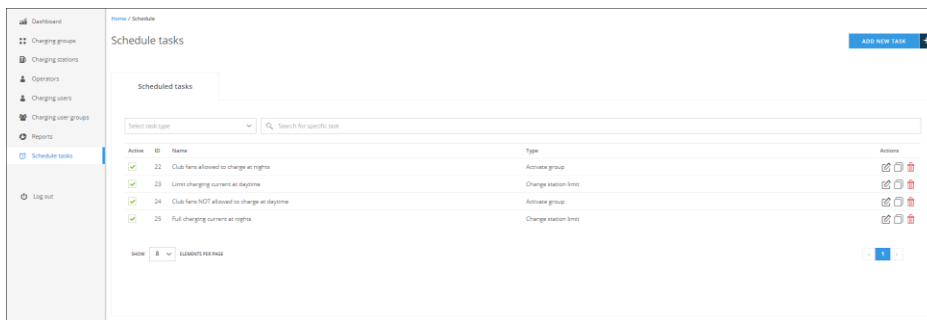 Dashboard
Charging groups
Charging stations
Operators
Charging users
Charging user groups
Reports
Schedule tasks
Log out
Home / Schedule
Schedule tasks
ADD NEW TASK +
Scheduled tasks
Select task type
Search for specific task
Active ID Name Type Actions
22 Club fans allowed to charge at nights Activate group
23 Limit charging current at daytime Change station limit
24 Club fans NOT allowed to charge at daytime Activate group
25 Full charging current at nights Change station limit
SHOW 8 ELEMENTS PER PAGE
‹ 1 ›